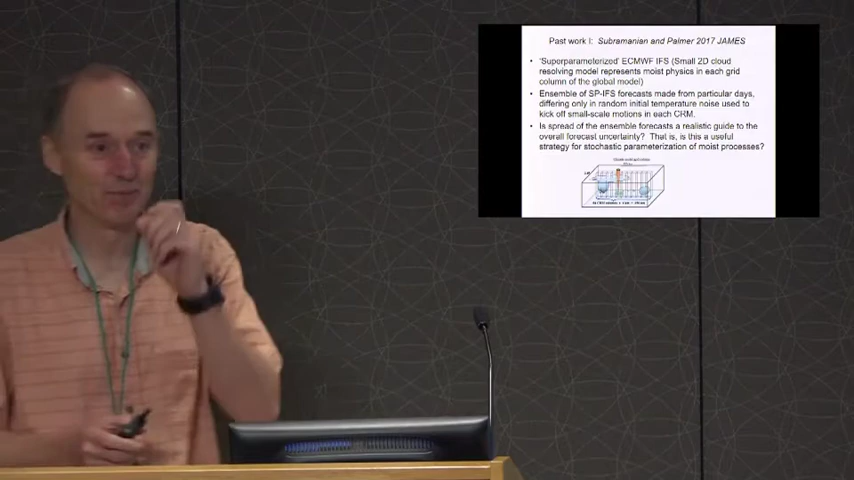 Past work I: Subramanian and Palmer 2017 JAMES
• 'Superparameterized' ECMWF IFS (Small 2D cloud
resolving model represents moist physics in each grid
column of the global model)
• Ensemble of SP-IFS forecasts made from particular days,
differing only in random initial temperature noise used to
kick off small-scale motions in each CRM.
• Is spread of the ensemble forecasts a realistic guide to the
overall forecast uncertainty? That is, is this a useful
strategy for stochastic parameterization of moist processes?